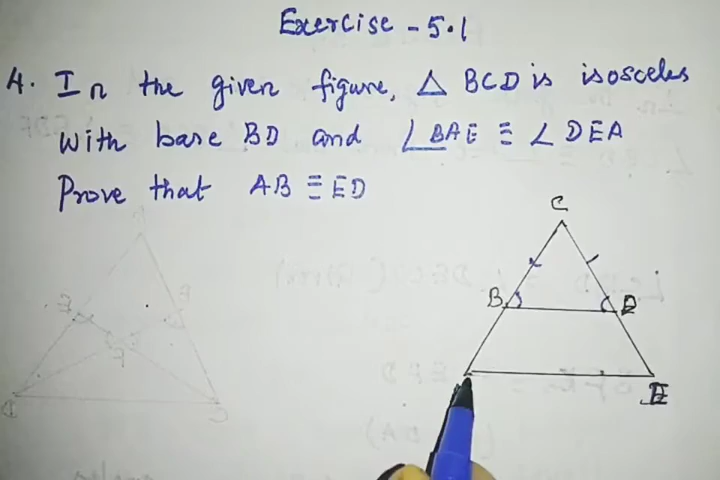 Exercise - 5.1
4. In the given figure, △ BCD is isosceles
with base BD and ∠BAE ≡ ∠DEA
Prove that AB ≡ ED
C
B D
E